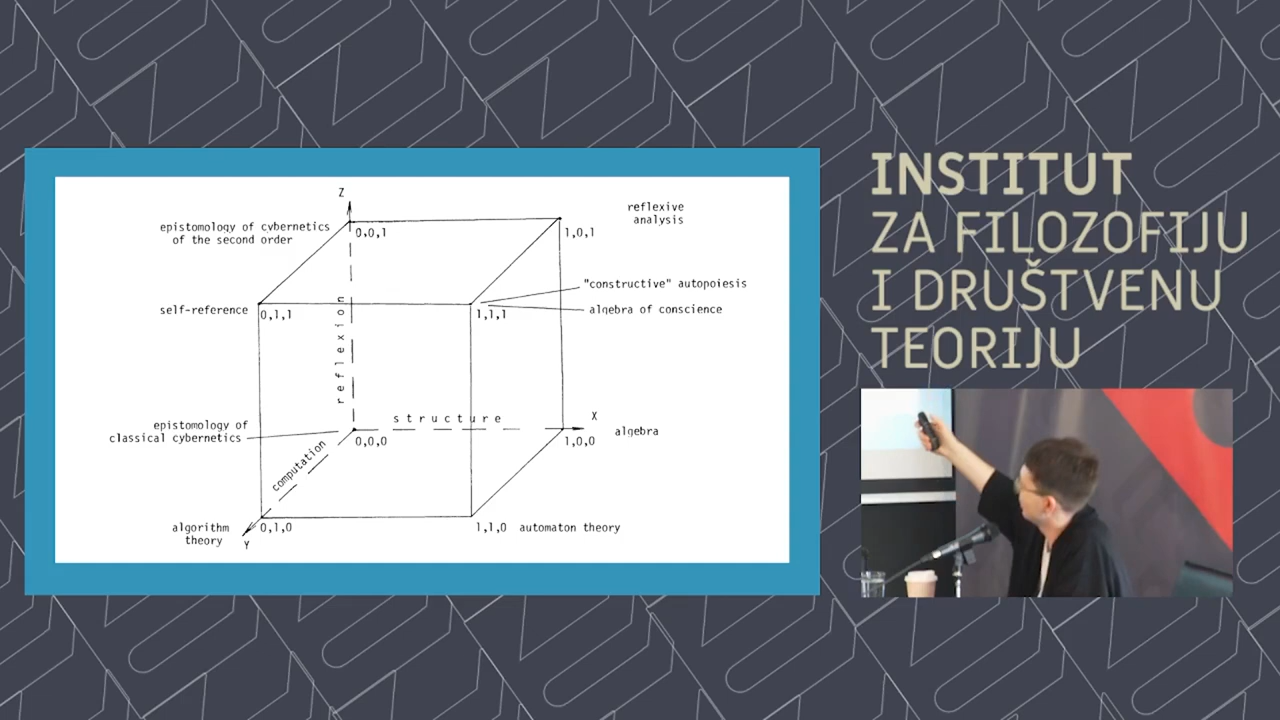 Z
epistomology of cybernetics
of the second order
0,0,1
reflexive
analysis
1,0,1
"constructive" autopoiesis
self-reference
0,1,1
1,1,1
algebra of conscience
reflexion
structure
X
epistomology of
classical cybernetics
0,0,0
1,0,0
algebra
computation
algorithm
theory
0,1,0
Y
1,1,0
automaton theory
INSTITUT
ZA FILOZOFIJU
I DRUŠTVENU
TEORIJU